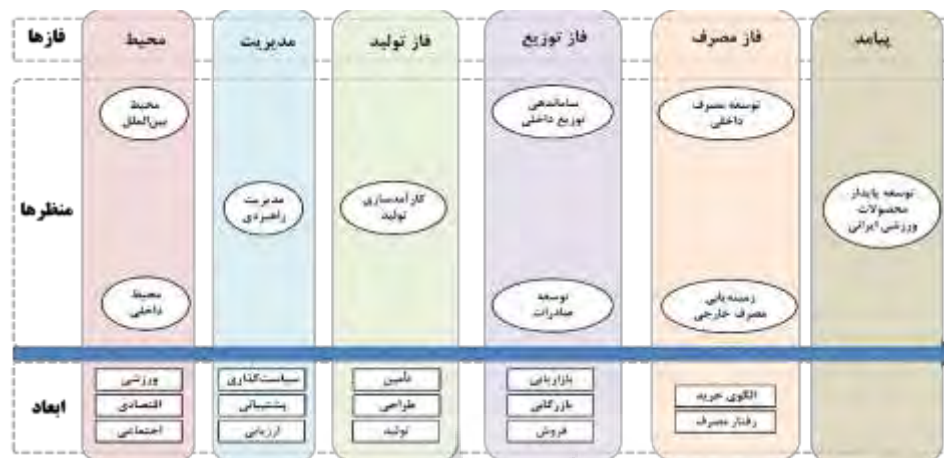 فازها
محیط
مدیریت
فاز تولید
فاز توزیع
فاز مصرف
پیامد
منظرها
محیط
بین‌الملل
ساماندهی
توزیع داخلی
توسعه مصرف
داخلی
مدیریت
راهبردی
کارآمدسازی
تولید
توسعه پایدار
محصولات
ورزشی ایرانی
محیط
داخلی
توسعه
صادرات
زمینه‌یابی
مصرف خارجی
ابعاد
ورزشی
اقتصادی
اجتماعی
سیاست‌گذاری
پشتیبانی
ارزیابی
تأمین
طراحی
تولید
بازاریابی
بازرگانی
فروش
الگوی خرید
رفتار مصرف